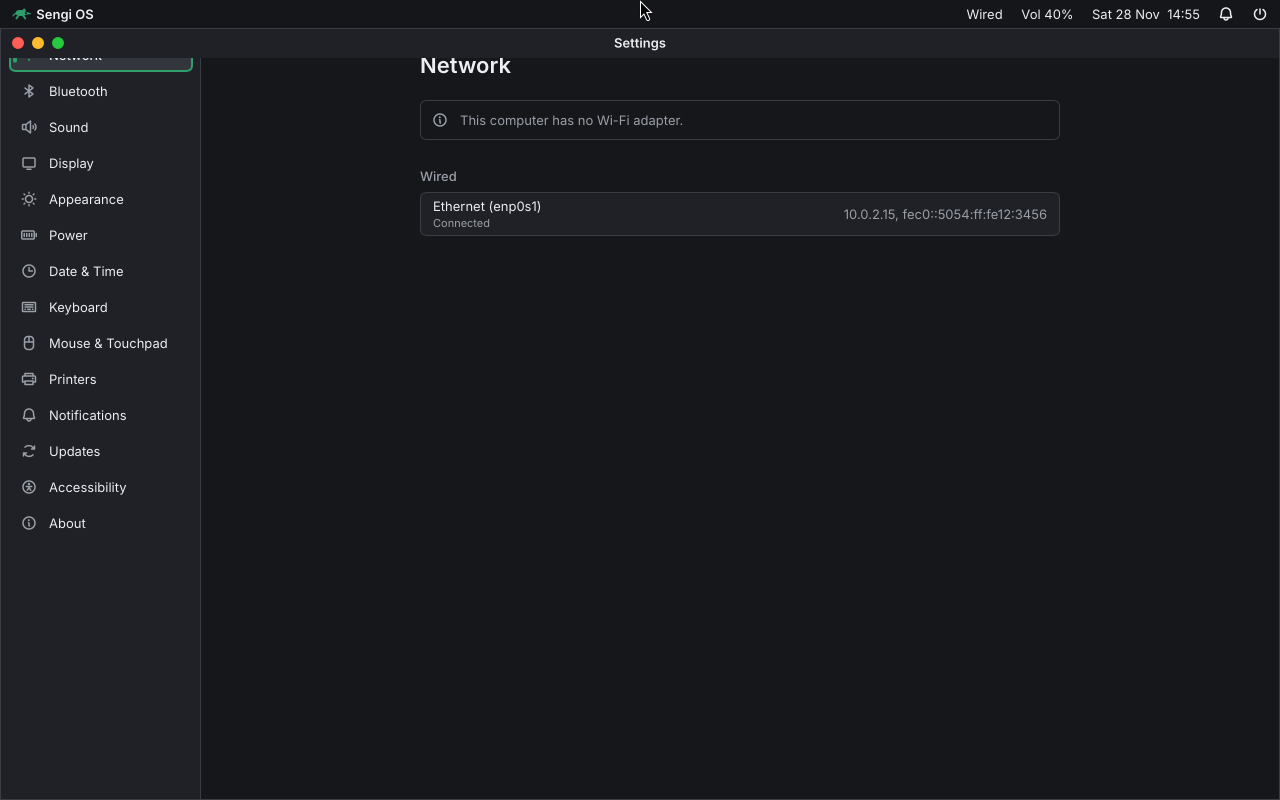 Sengi OS
Wired
Vol 40%
Sat 28 Nov 14:55
Settings
Network
Bluetooth
Sound
Display
Appearance
Power
Date & Time
Keyboard
Mouse & Touchpad
Printers
Notifications
Updates
Accessibility
About
Network
This computer has no Wi-Fi adapter.
Wired
Ethernet (enp0s1)
Connected
10.0.2.15, fec0::5054:ff:fe12:3456